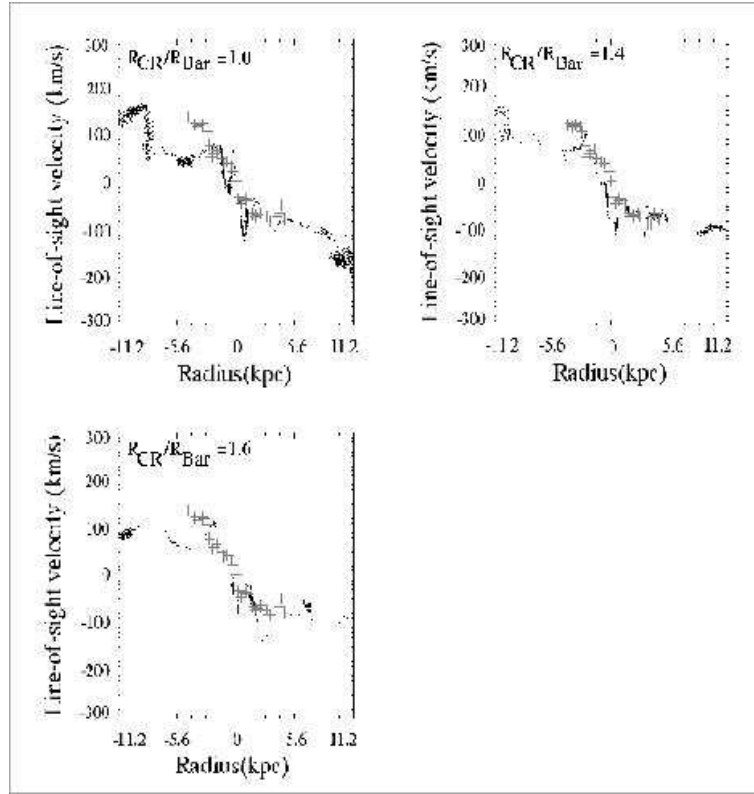 R_CR/R_Bar =1.0
300
200
100
0
-100
-200
-300
-11.2 -5.6 0 5.6 11.2
Line-of-sight velocity (km/s)
Radius(kpc)
R_CR/R_Bar =1.4
300
200
100
0
-100
-200
-300
-11.2 -5.6 0 5.6 11.2
Line-of-sight velocity (km/s)
Radius(kpc)
R_CR/R_Bar =1.6
300
200
100
0
-100
-200
-300
-11.2 -5.6 0 5.6 11.2
Line-of-sight velocity (km/s)
Radius(kpc)